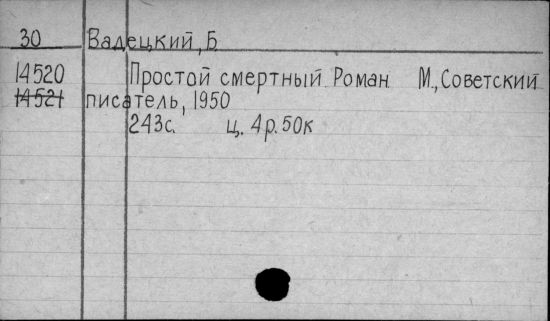 30 Вадецкий, Б
14520 Простой смертный. Роман М., Советский
14521 писатель, 1950
243с. ц. 4р.50к